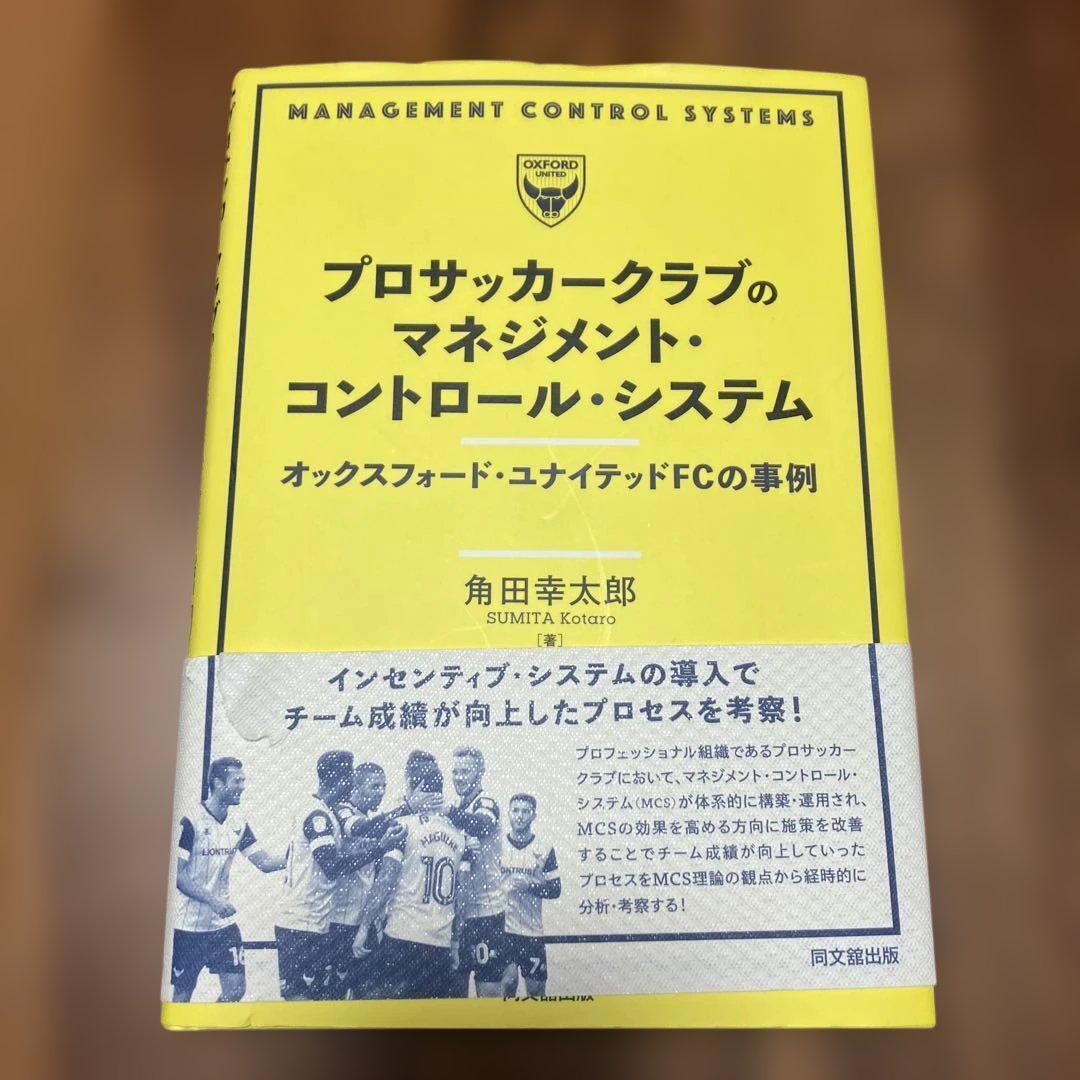 MANAGEMENT CONTROL SYSTEMS
OXFORD
UNITED
プロサッカークラブの
マネジメント・
コントロール・システム
オックスフォード・ユナイテッドFCの事例
角田幸太郎
SUMITA Kotaro
[著]
インセンティブ・システムの導入で
チーム成績が向上したプロセスを考察!
プロフェッショナル組織であるプロサッカー
クラブにおいて、マネジメント・コントロール・
システム(MCS)が体系的に構築・運用され、
MCSの効果を高める方向に施策を改善
することでチーム成績が向上していった
プロセスをMCS理論の観点から経時的に
分析・考察する!
LIONTRUST
10
16
7
同文舘出版